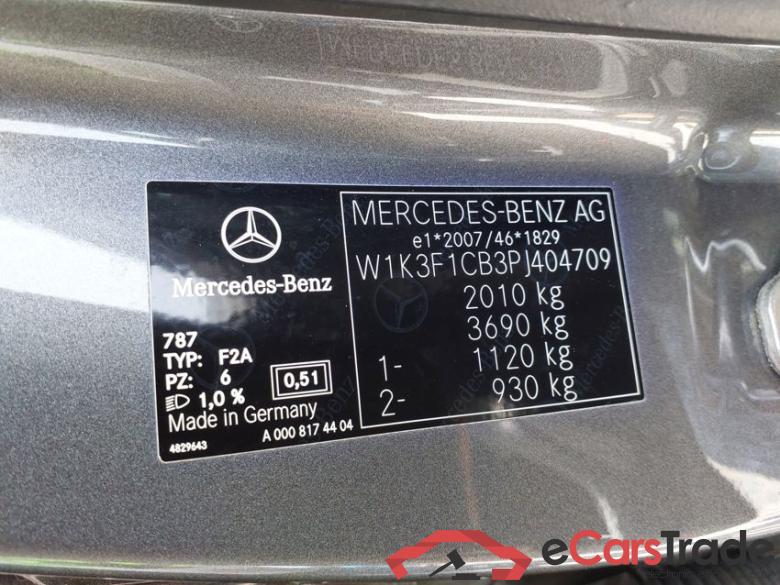 Mercedes-Benz
787
TYP: F2A
PZ: 6
1,0 %
0,51
Made in Germany
4829643
A 000 817 44 04
MERCEDES-BENZ AG
e1*2007/46*1829
W1K3F1CB3PJ404709
2010 kg
3690 kg
1- 1120 kg
2- 930 kg
eCarsTrade